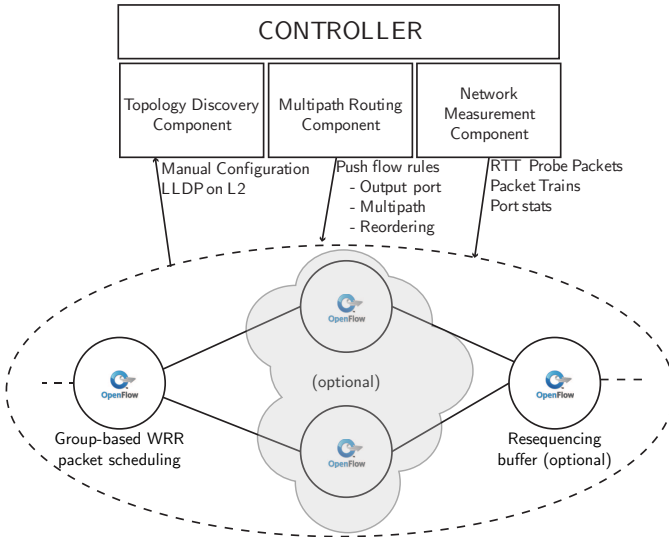 CONTROLLER
Topology Discovery
Component
Multipath Routing
Component
Network
Measurement
Component
Manual Configuration
LLDP on L2
Push flow rules
- Output port
- Multipath
- Reordering
RTT Probe Packets
Packet Trains
Port stats
OpenFlow
OpenFlow
(optional)
OpenFlow
OpenFlow
Group-based WRR
packet scheduling
Resequencing
buffer (optional)